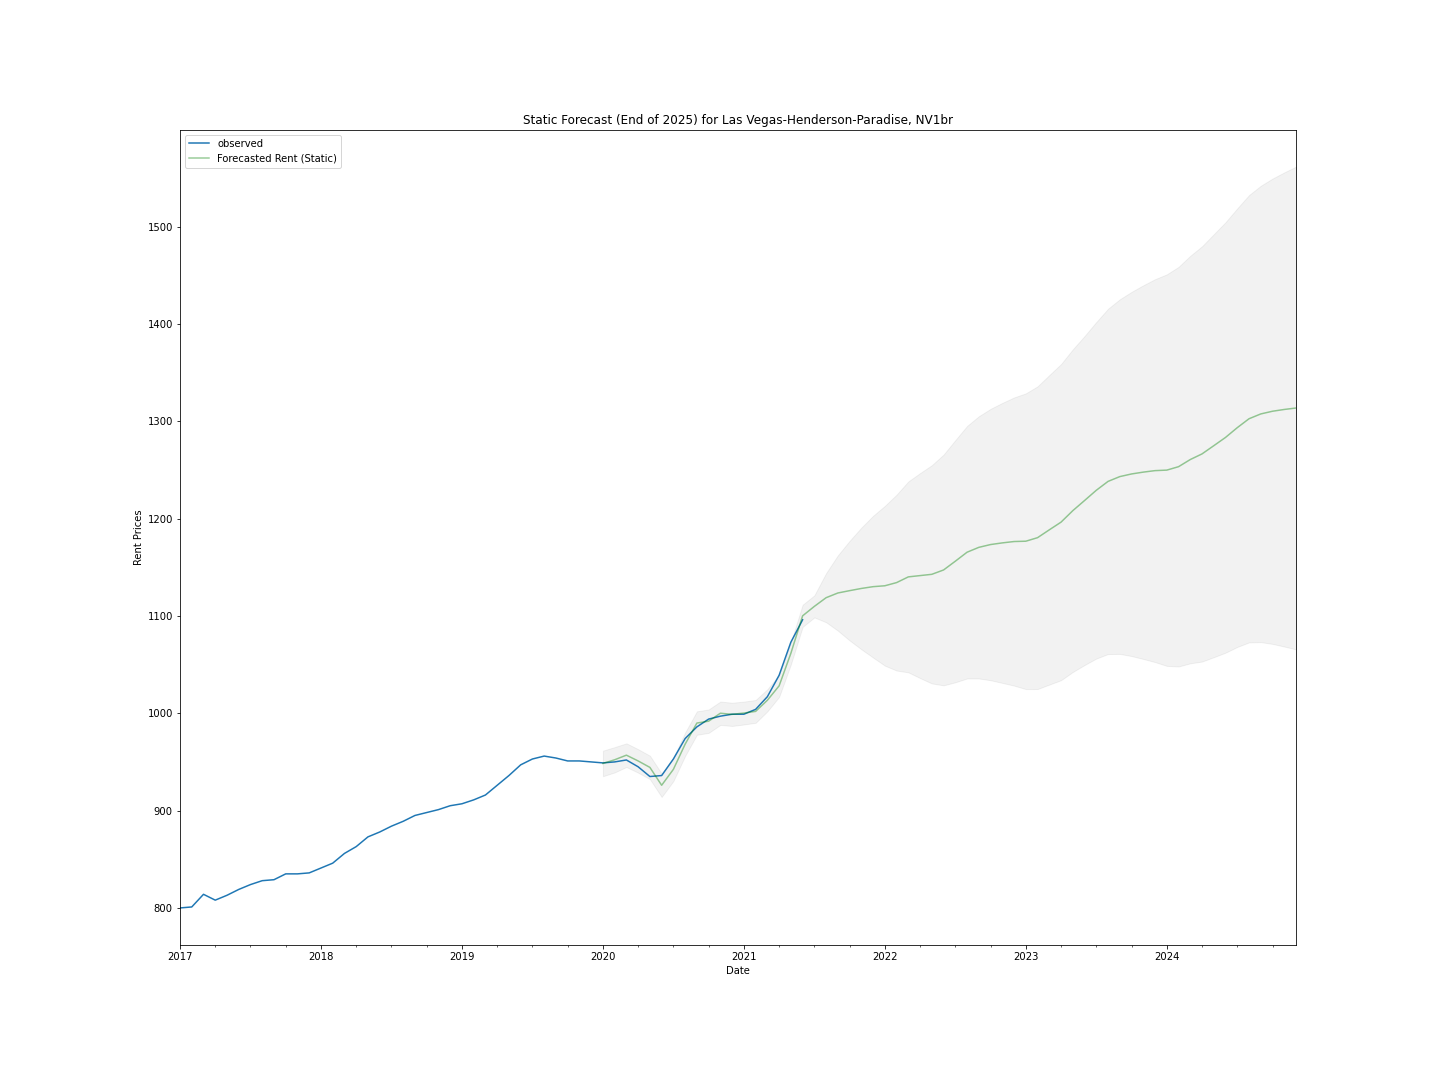 Static Forecast (End of 2025) for Las Vegas-Henderson-Paradise, NV1br
observed
Forecasted Rent (Static)
1500
1400
1300
1200
1100
1000
900
800
Rent Prices
2017 2018 2019 2020 2021 2022 2023 2024
Date